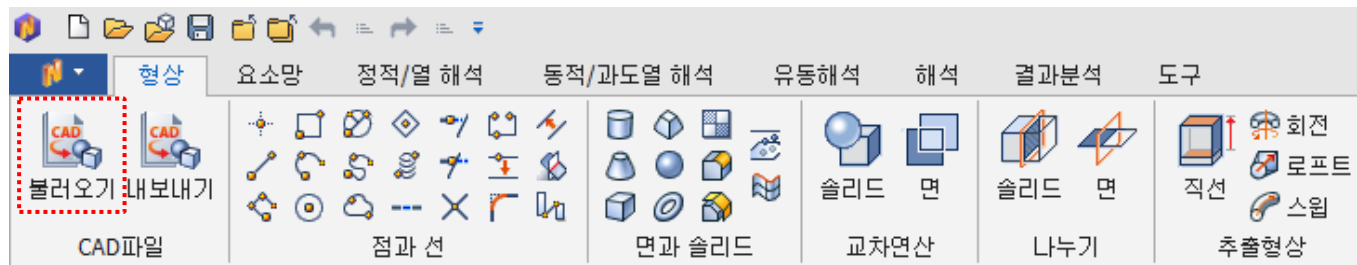 형상 요소망 정적/열 해석 동적/과도열 해석 유동해석 해석 결과분석 도구
CAD CAD
불러오기 내보내기 솔리드 면 솔리드 면 직선 회전
로프트
스윕
CAD파일 점과 선 면과 솔리드 교차연산 나누기 추출형상